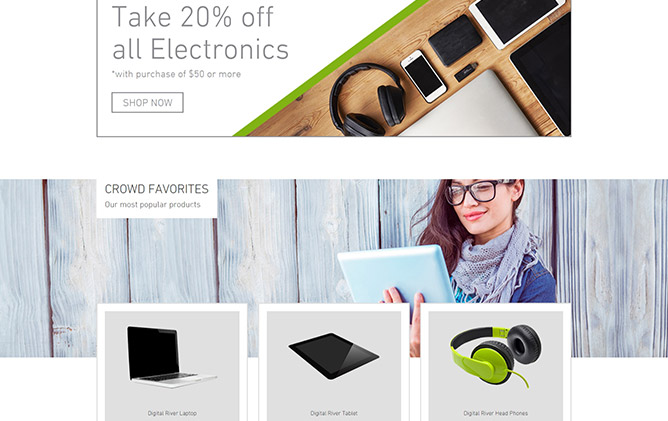 Take 20% off
all Electronics
*with purchase of $50 or more
SHOP NOW
CROWD FAVORITES
Our most popular products
Digital River Laptop
Digital River Tablet
Digital River Head Phones